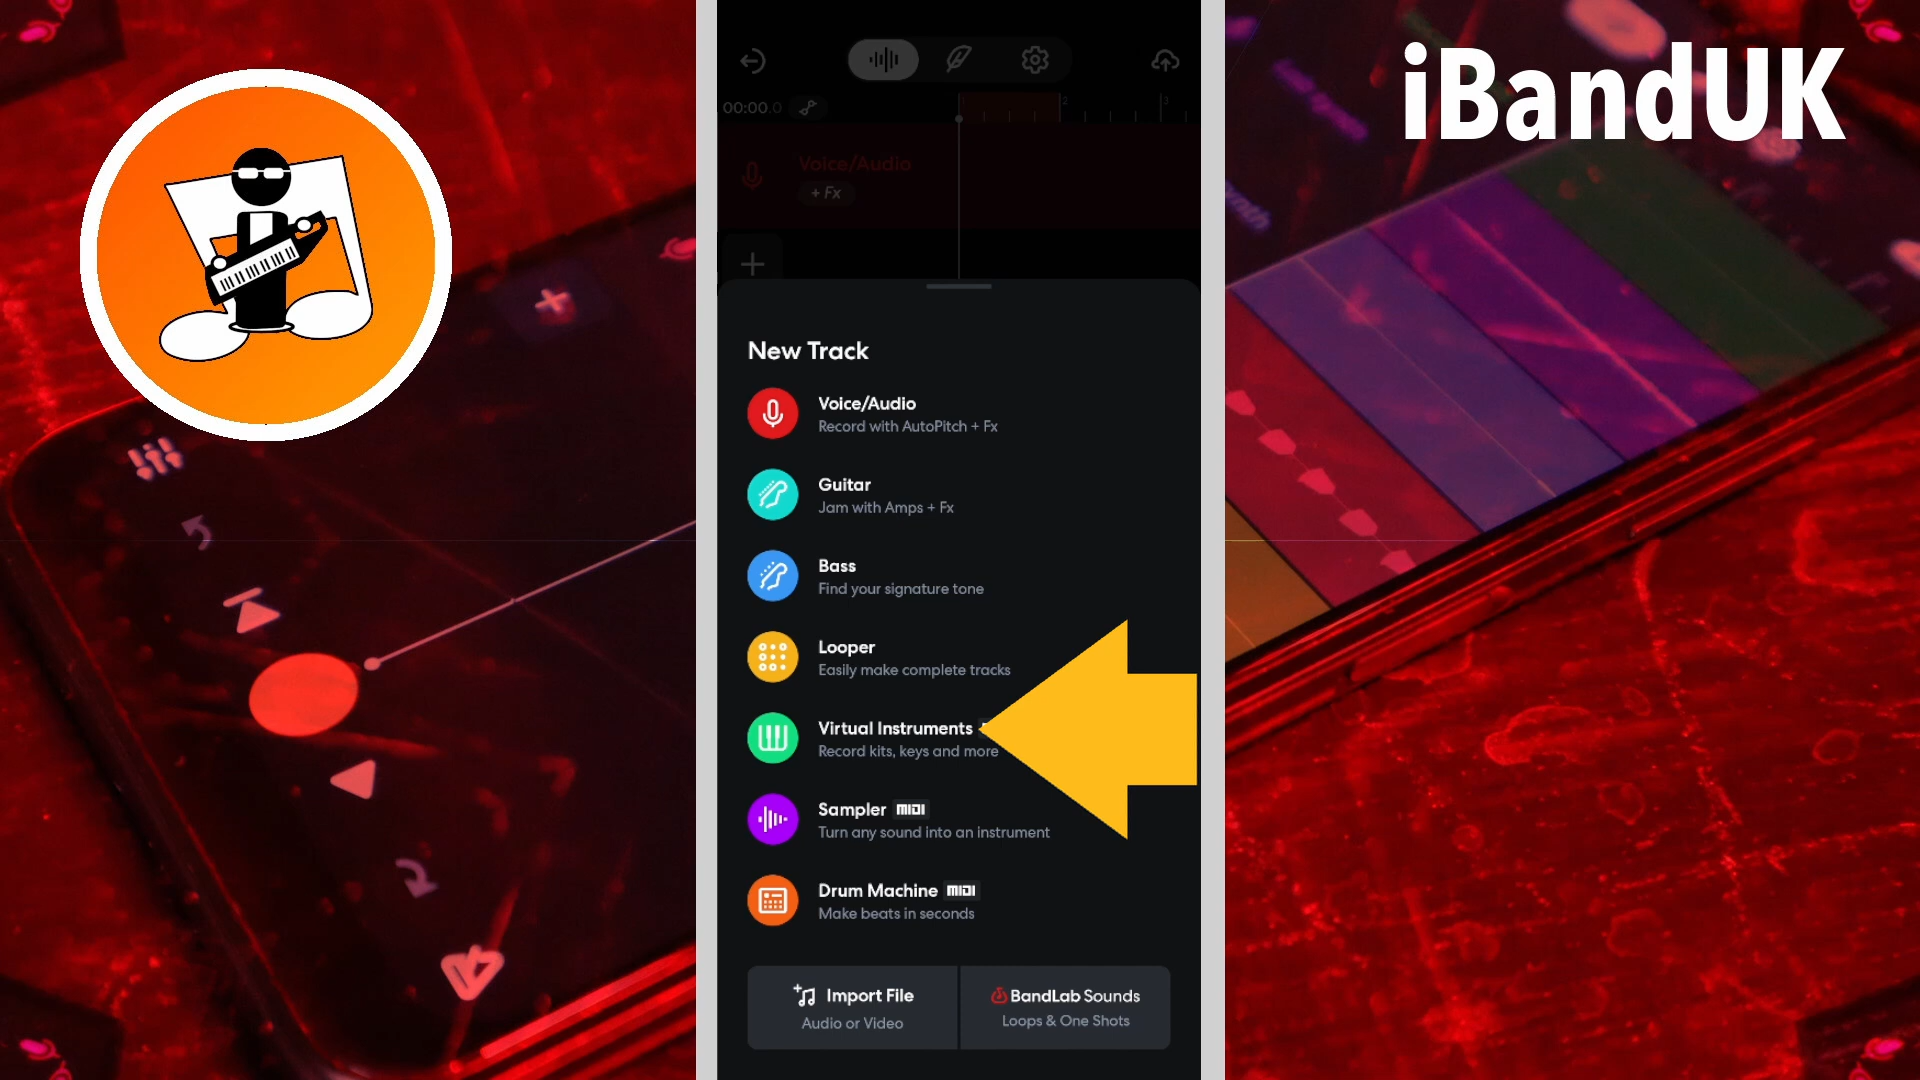 iBandUK
00:00.0
1
2
3
Voice/Audio
+ Fx
New Track
Voice/Audio
Record with AutoPitch + Fx
Guitar
Jam with Amps + Fx
Bass
Find your signature tone
Looper
Easily make complete tracks
Virtual Instruments
Record kits, keys and more
Sampler MIDI
Turn any sound into an instrument
Drum Machine MIDI
Make beats in seconds
Import File
Audio or Video
BandLab Sounds
Loops & One Shots